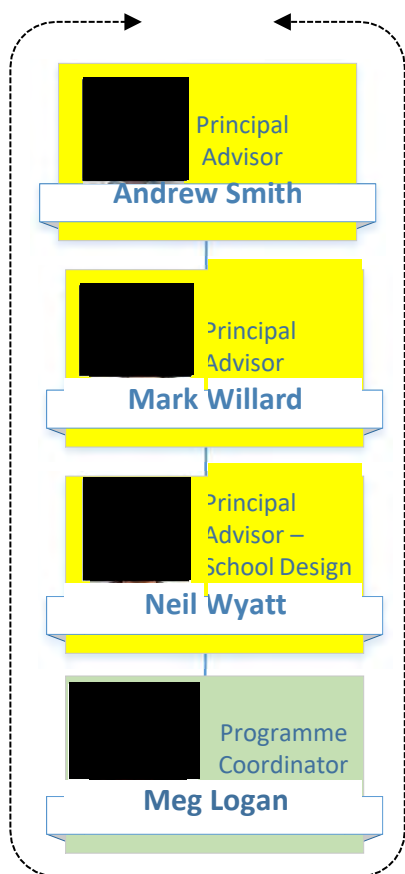 Principal
Advisor
Andrew Smith
Principal
Advisor
Mark Willard
Principal
Advisor –
School Design
Neil Wyatt
Programme
Coordinator
Meg Logan